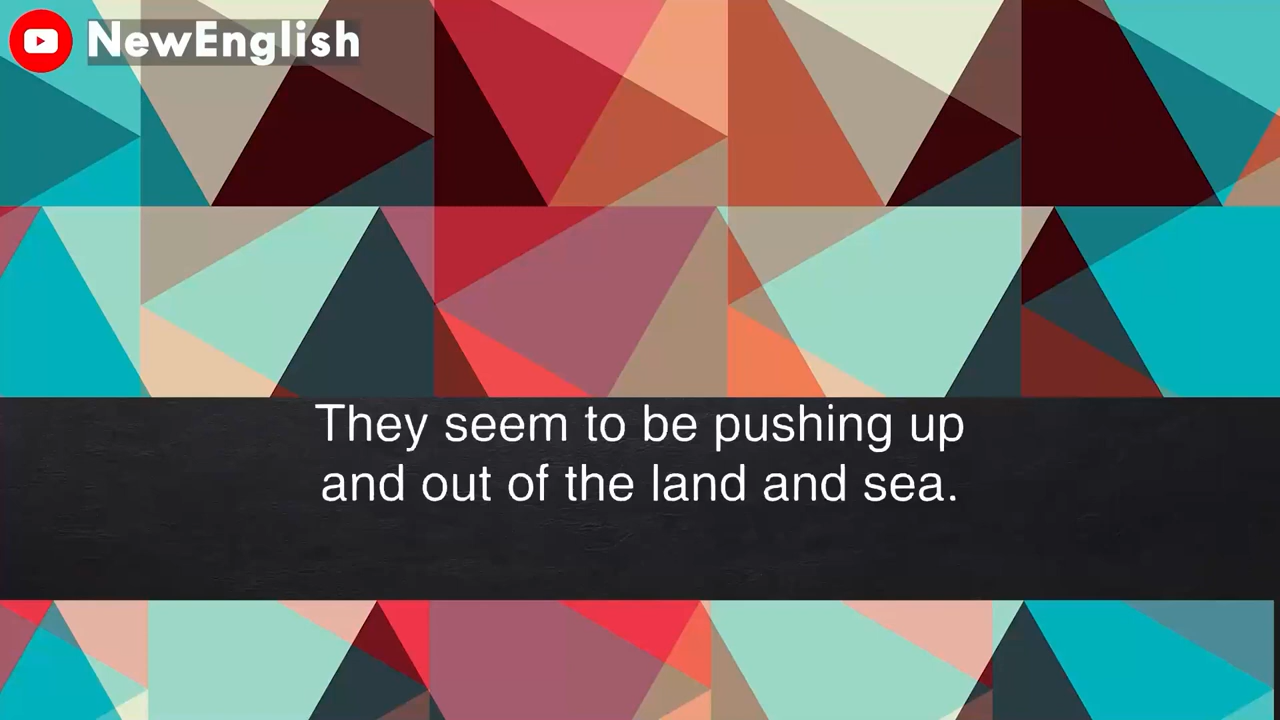 NewEnglish
They seem to be pushing up
and out of the land and sea.